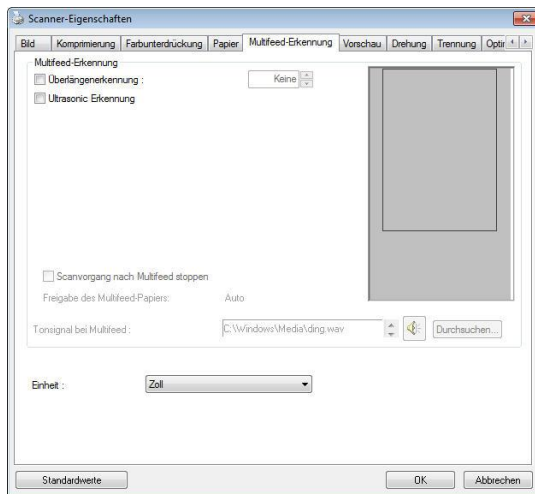 Scanner-Eigenschaften
Bild Komprimierung Farbunterdrückung Papier Multifeed-Erkennung Vorschau Drehung Trennung Optir
Multifeed-Erkennung
Überlängenerkennung : Keine
Ultrasonic Erkennung
Scanvorgang nach Multifeed stoppen
Freigabe des Multifeed-Papiers: Auto
Tonsignal bei Multifeed : C:\Windows\Media\ding.wav Durchsuchen...
Einheit : Zoll
Standardwerte OK Abbrechen